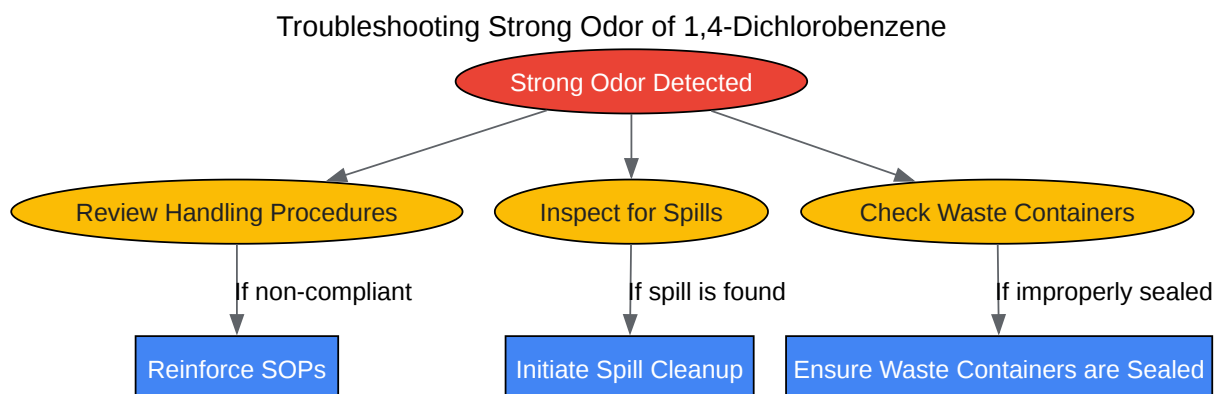 Troubleshooting Strong Odor of 1,4-Dichlorobenzene
Strong Odor Detected
Review Handling Procedures
Inspect for Spills
Check Waste Containers
If non-compliant
If spill is found
If improperly sealed
Reinforce SOPs
Initiate Spill Cleanup
Ensure Waste Containers are Sealed